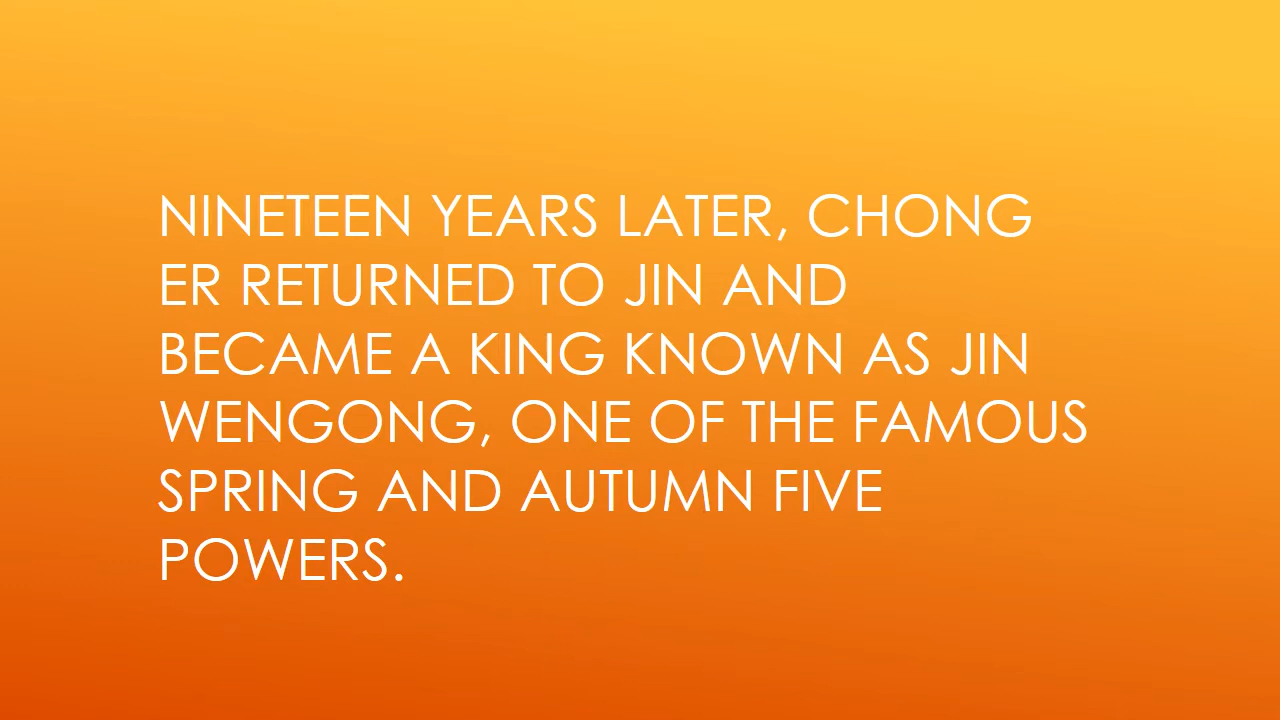 NINETEEN YEARS LATER, CHONG
ER RETURNED TO JIN AND
BECAME A KING KNOWN AS JIN
WENGONG, ONE OF THE FAMOUS
SPRING AND AUTUMN FIVE
POWERS.